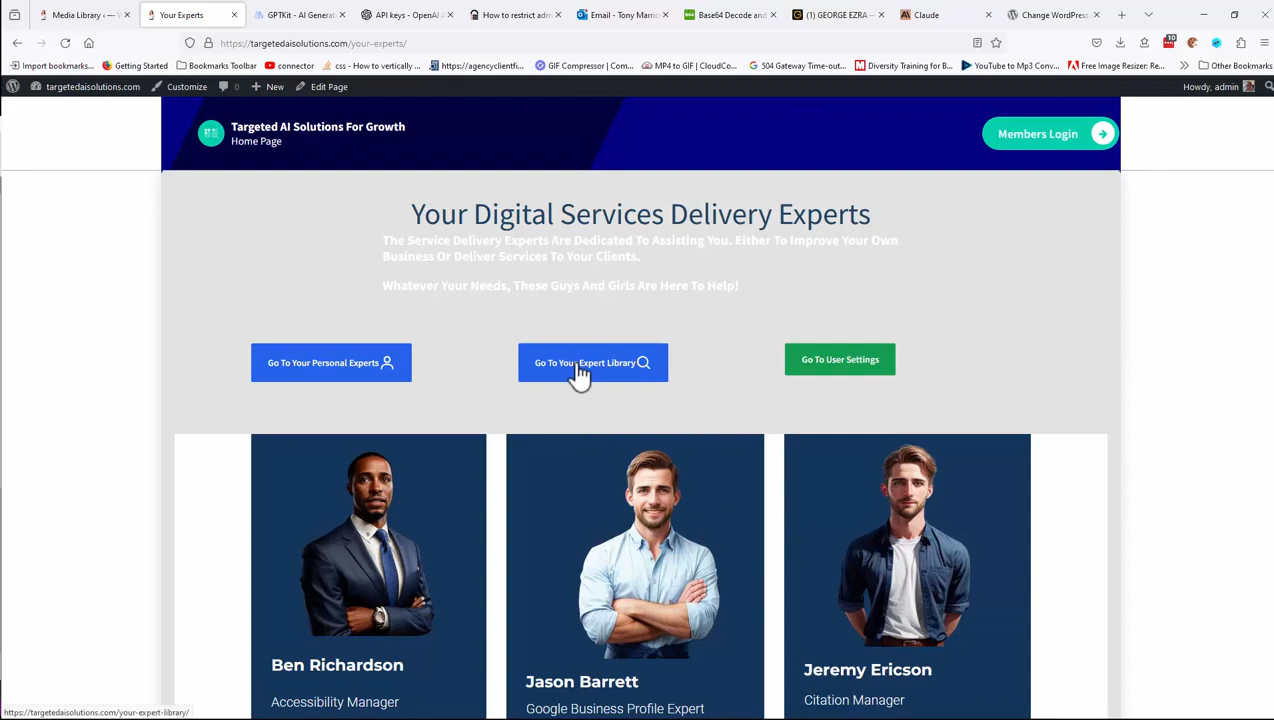 Media Library ‹ — W
Your Experts
GPTKit - AI Generat
API keys - OpenAI A
How to restrict adm
Email - Tony Marrio
Base64 Decode and
(1) GEORGE EZRA —
Claude
Change WordPress
https://targetedaisolutions.com/your-experts/
10
Import bookmarks...
Getting Started
Bookmarks Toolbar
connector
css - How to vertically ...
https://agencyclientfi...
GIF Compressor | Com...
MP4 to GIF | CloudCo...
504 Gateway Time-out...
Diversity Training for B...
YouTube to Mp3 Conv...
Free Image Resizer: Re...
Other Bookmarks
targetedaisolutions.com
Customize
0
New
Edit Page
Howdy, admin
Targeted AI Solutions For Growth
Home Page
Members Login
Your Digital Services Delivery Experts
The Service Delivery Experts Are Dedicated To Assisting You. Either To Improve Your Own
Business Or Deliver Services To Your Clients.
Whatever Your Needs, These Guys And Girls Are Here To Help!
Go To Your Personal Experts
Go To Your Expert Library
Go To User Settings
Ben Richardson
Accessibility Manager
Jason Barrett
Google Business Profile Expert
Jeremy Ericson
Citation Manager
https://targetedaisolutions.com/your-expert-library/